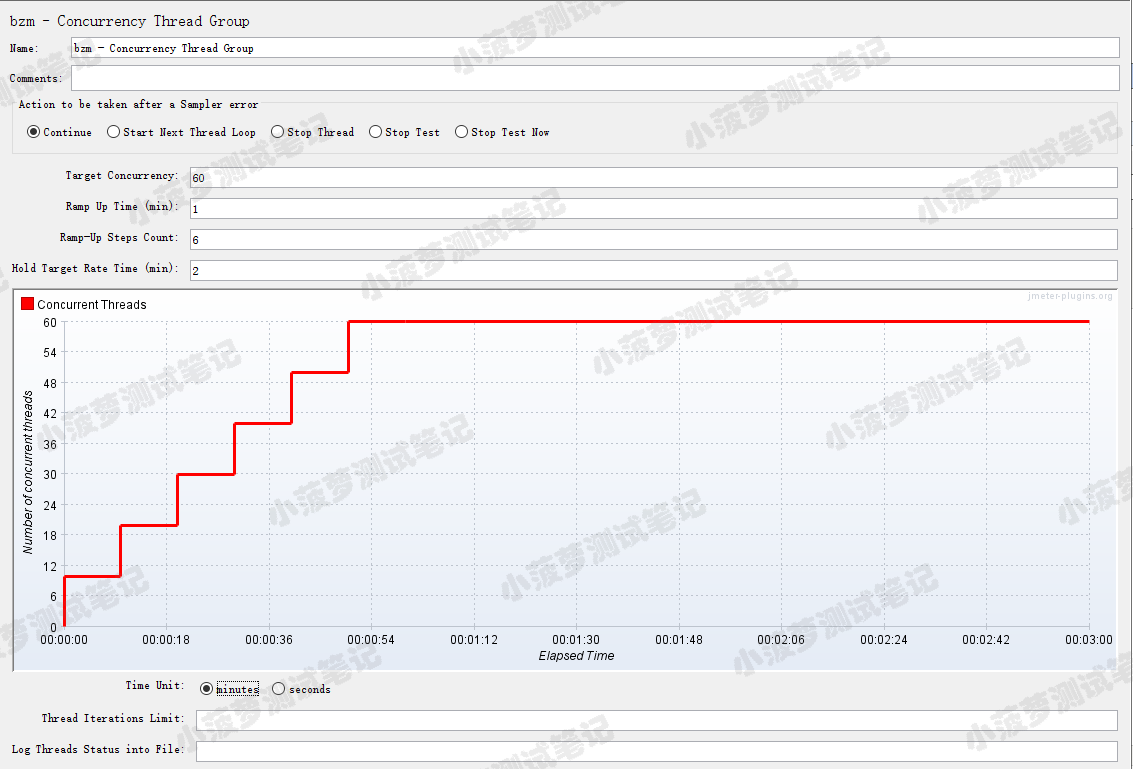 bzm - Concurrency Thread Group
Name: bzm - Concurrency Thread Group
Comments:
Action to be taken after a Sampler error
Continue Start Next Thread Loop Stop Thread Stop Test Stop Test Now
Target Concurrency: 60
Ramp Up Time (min): 1
Ramp-Up Steps Count: 6
Hold Target Rate Time (min): 2
jmeter-plugins.org
Concurrent Threads
60
54
48
42
36
30
24
18
12
6
0
Number of concurrent threads
00:00:00 00:00:18 00:00:36 00:00:54 00:01:12 00:01:30 00:01:48 00:02:06 00:02:24 00:02:42 00:03:00
Elapsed Time
Time Unit: minutes seconds
Thread Iterations Limit:
Log Threads Status into File:
小菠萝测试笔记